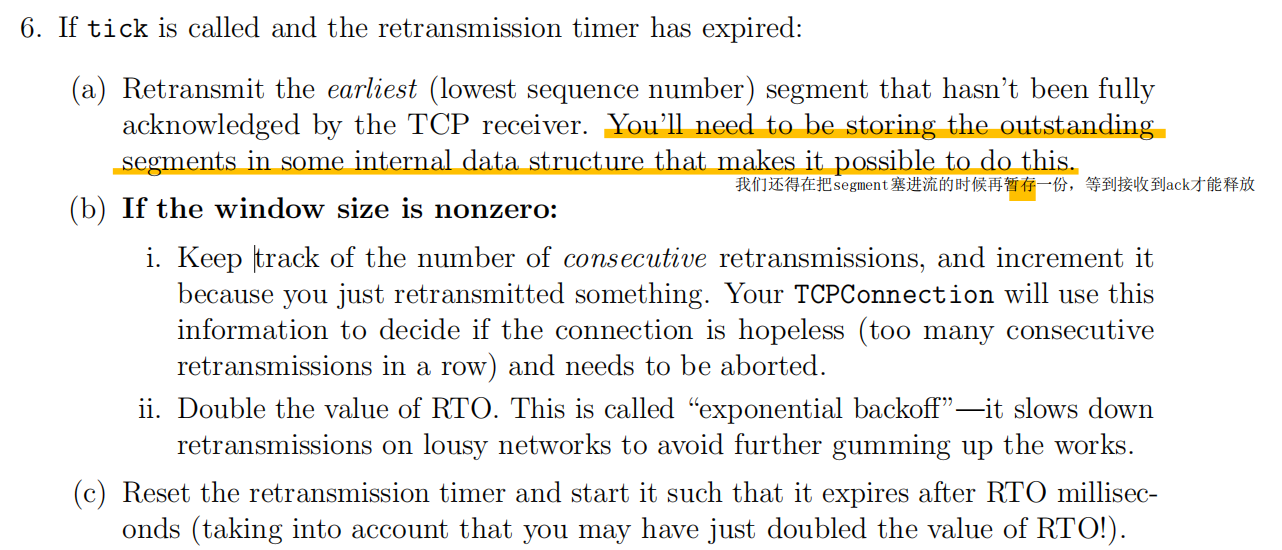 6. If tick is called and the retransmission timer has expired:
(a) Retransmit the earliest (lowest sequence number) segment that hasn't been fully
acknowledged by the TCP receiver. You'll need to be storing the outstanding
segments in some internal data structure that makes it possible to do this.
我们还得在把segment塞进流的时候再暂存一份，等到接收到ack才能释放
(b) If the window size is nonzero:
i. Keep track of the number of consecutive retransmissions, and increment it
because you just retransmitted something. Your TCPConnection will use this
information to decide if the connection is hopeless (too many consecutive
retransmissions in a row) and needs to be aborted.
ii. Double the value of RTO. This is called “exponential backoff”—it slows down
retransmissions on lousy networks to avoid further gumming up the works.
(c) Reset the retransmission timer and start it such that it expires after RTO millisec-
onds (taking into account that you may have just doubled the value of RTO!).